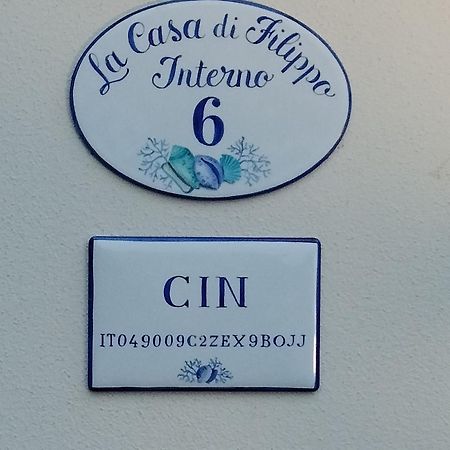 La Casa di Filippo
Interno
6
CIN
IT049009C2ZEX9BOJJ